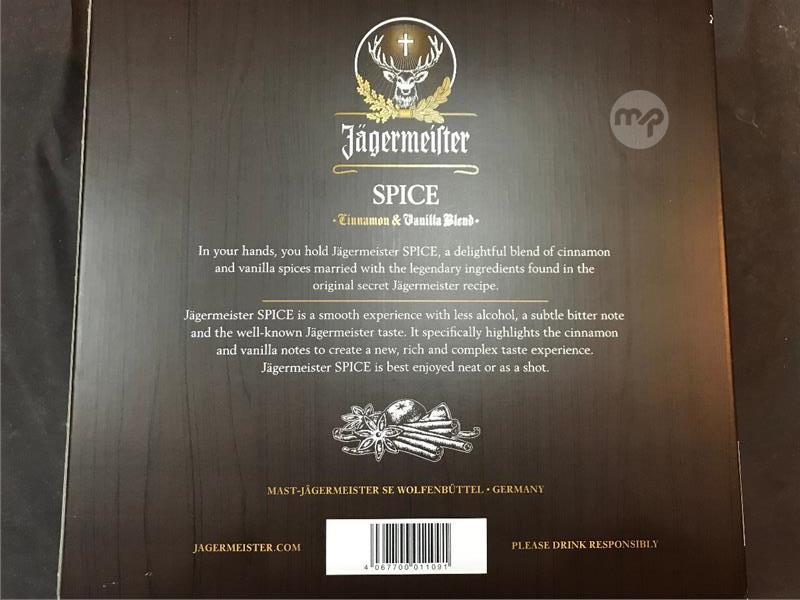 mp
Jägermeister
SPICE
· Cinnamon & Vanilla Blend ·
In your hands, you hold Jägermeister SPICE, a delightful blend of cinnamon
and vanilla spices married with the legendary ingredients found in the
original secret Jägermeister recipe.
Jägermeister SPICE is a smooth experience with less alcohol, a subtle bitter note
and the well-known Jägermeister taste. It specifically highlights the cinnamon
and vanilla notes to create a new, rich and complex taste experience.
Jägermeister SPICE is best enjoyed neat or as a shot.
MAST-JÄGERMEISTER SE WOLFENBÜTTEL · GERMANY
JAGERMEISTER.COM
4 067700 011091
PLEASE DRINK RESPONSIBLY